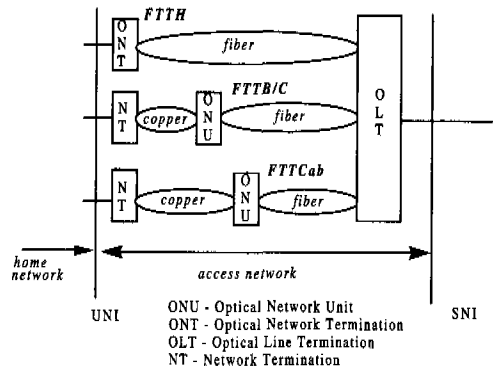 FTTH
ONT
fiber
FTTB/C
NT
copper
ONU
fiber
OLT
FTTCab
NT
copper
ONU
fiber
home
network
access network
UNI
SNI
ONU - Optical Network Unit
ONT - Optical Network Termination
OLT - Optical Line Termination
NT - Network Termination